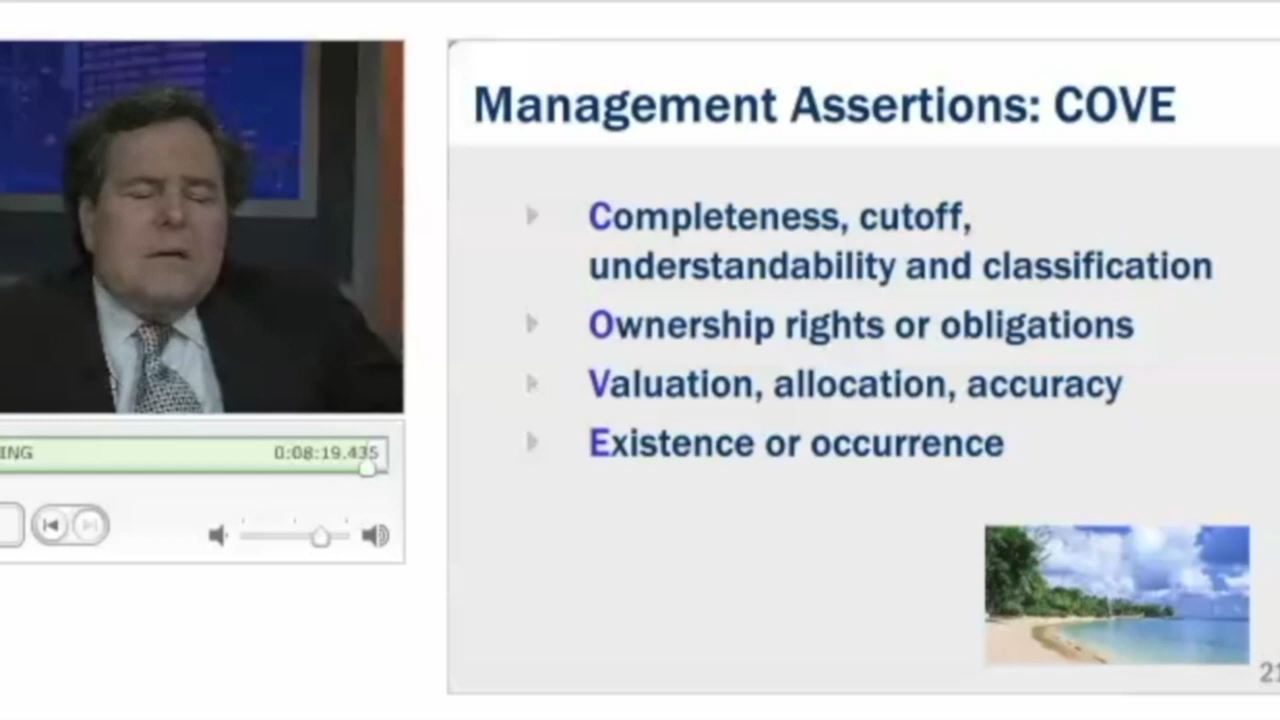 Management Assertions: COVE
Completeness, cutoff,
understandability and classification
Ownership rights or obligations
Valuation, allocation, accuracy
Existence or occurrence
ING
0:08:19.435
21